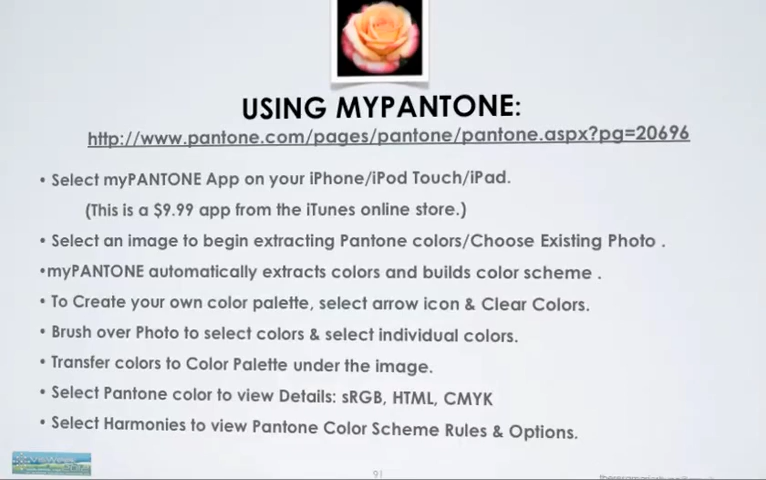 USING MYPANTONE:
http://www.pantone.com/pages/pantone/pantone.aspx?pg=20696
• Select myPANTONE App on your iPhone/iPod Touch/iPad.
(This is a $9.99 app from the iTunes online store.)
• Select an image to begin extracting Pantone colors/Choose Existing Photo .
•myPANTONE automatically extracts colors and builds color scheme .
• To Create your own color palette, select arrow icon & Clear Colors.
• Brush over Photo to select colors & select individual colors.
• Transfer colors to Color Palette under the image.
• Select Pantone color to view Details: sRGB, HTML, CMYK
• Select Harmonies to view Pantone Color Scheme Rules & Options.
91